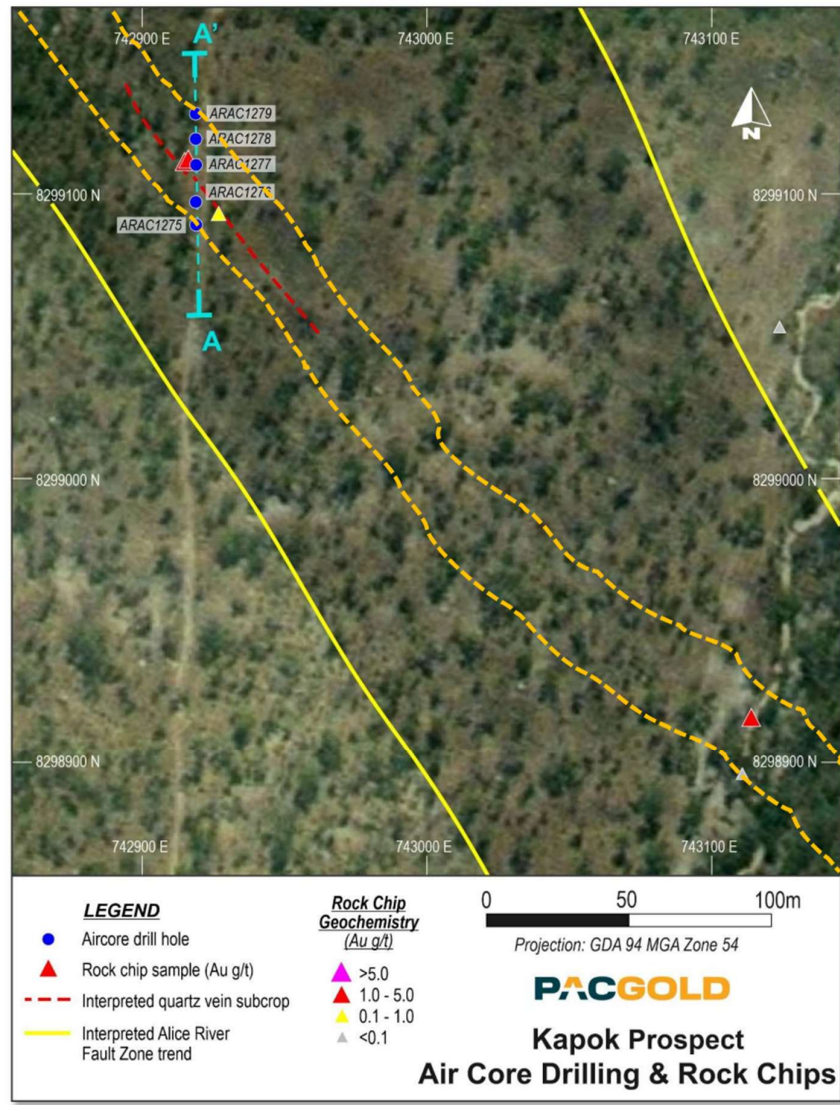 742900 E
743000 E
743100 E
A'
ARAC1279
ARAC1278
ARAC1277
8299100 N
ARAC1276
8299100 N
ARAC1275
N
A
8299000 N
8299000 N
8298900 N
8298900 N
742900 E
743000 E
743100 E
LEGEND
Aircore drill hole
Rock chip sample (Au g/t)
Interpreted quartz vein subcrop
Interpreted Alice River
Fault Zone trend
Rock Chip
Geochemistry
(Au g/t)
>5.0
1.0 - 5.0
0.1 - 1.0
<0.1
0 50 100m
Projection: GDA 94 MGA Zone 54
PACGOLD
Kapok Prospect
Air Core Drilling & Rock Chips